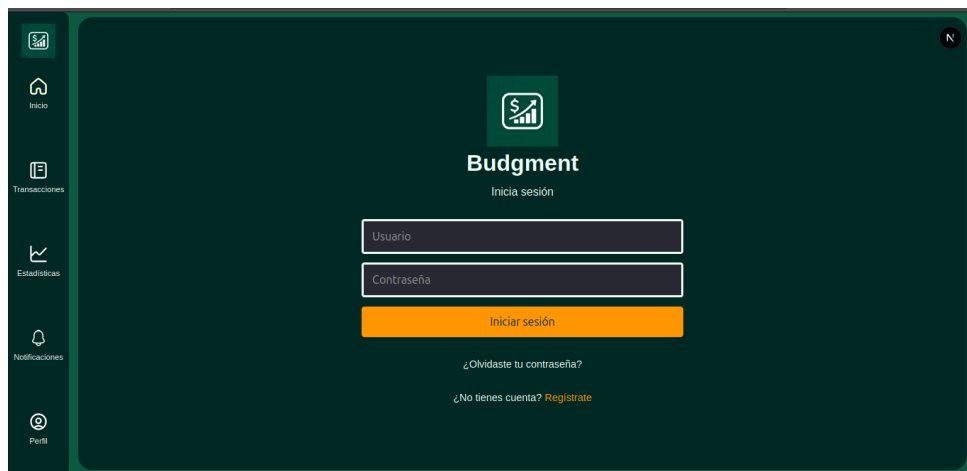 Inicio
Transacciones
Estadísticas
Notificaciones
Perfil
N
$
$
Budgment
Inicia sesión
Usuario
Contraseña
Iniciar sesión
¿Olvidaste tu contraseña?
¿No tienes cuenta? Regístrate